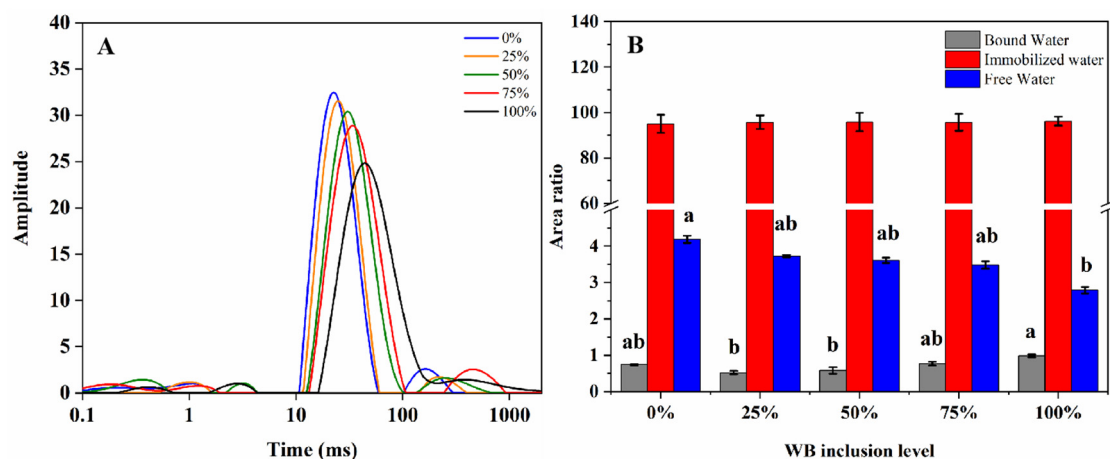 A
0%
25%
50%
75%
100%
40
35
30
25
20
15
10
5
0
Amplitude
0.1 1 10 100 1000
Time (ms)
B
Bound Water
Immobilized water
Free Water
140
120
100
80
60
4
3
2
1
0
Area ratio
a ab ab ab b
ab b b ab a
0% 25% 50% 75% 100%
WB inclusion level